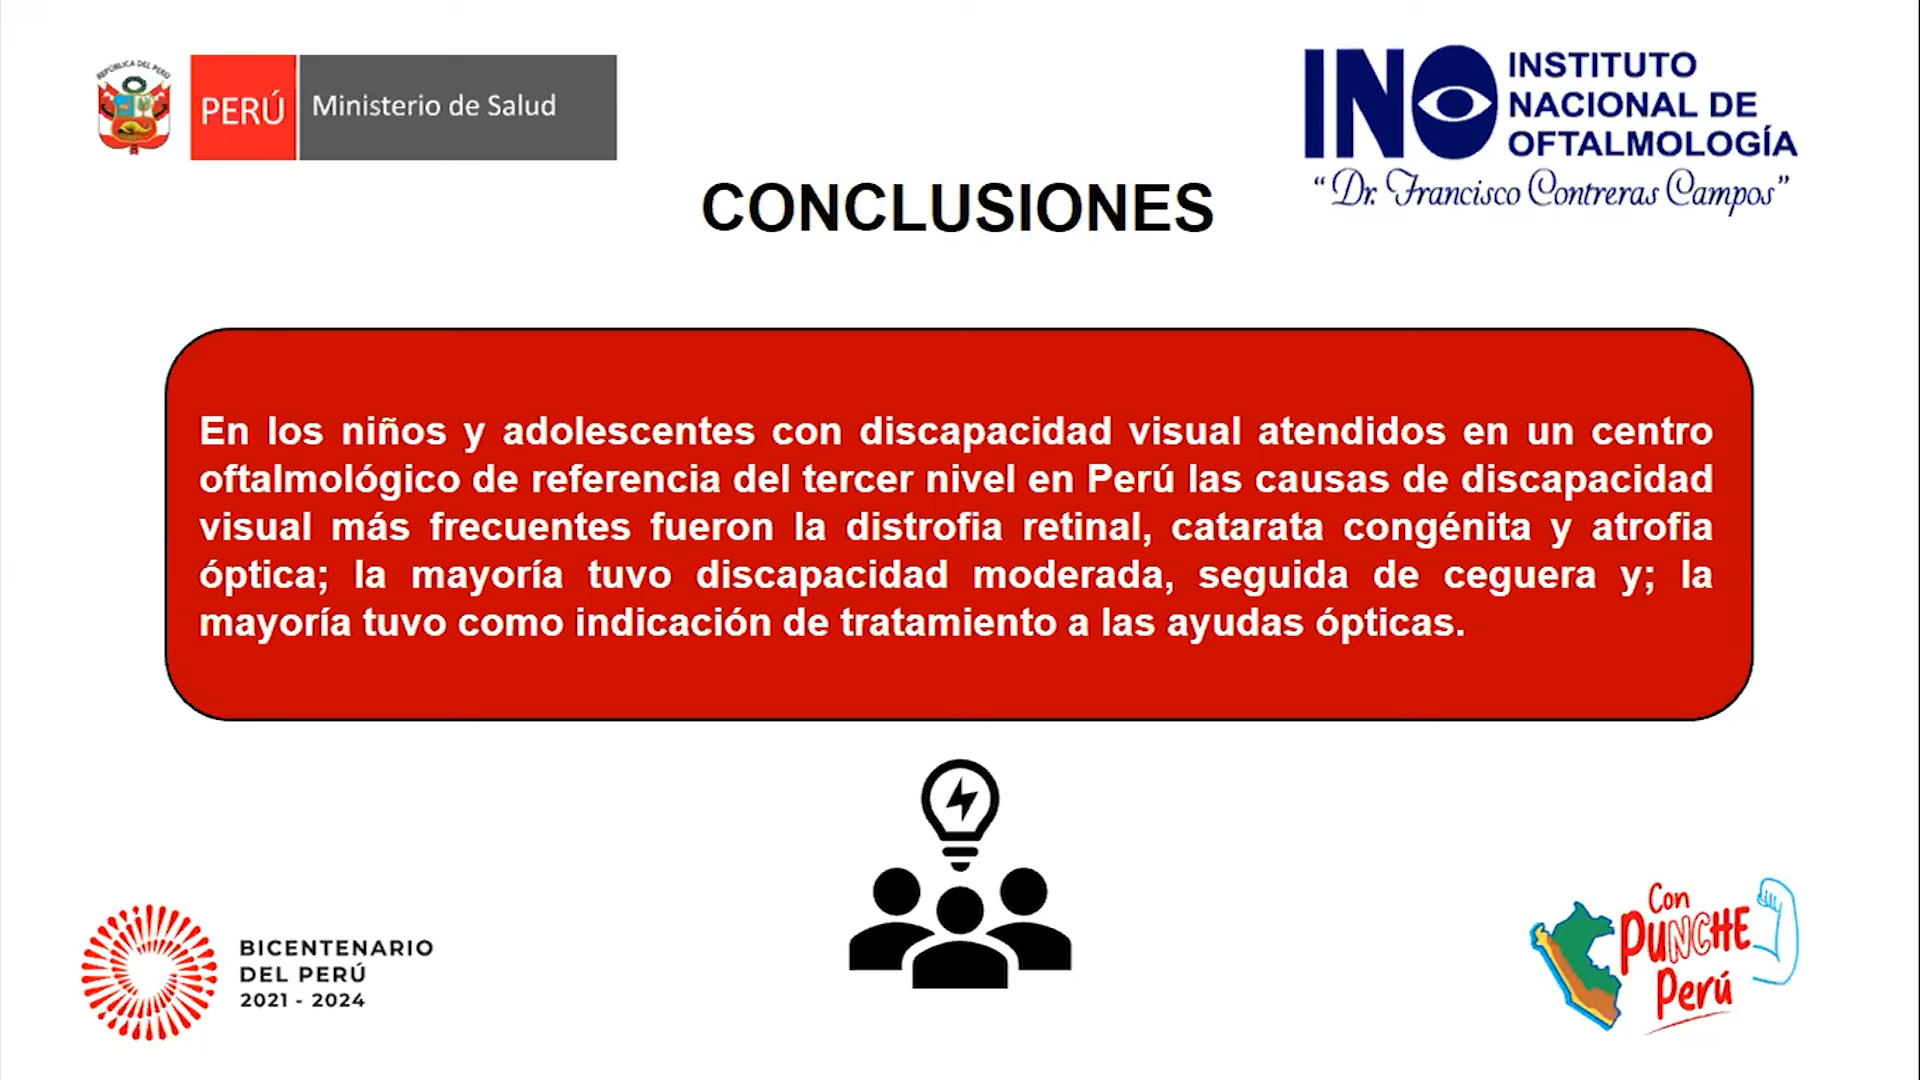 REPÚBLICA DEL PERÚ
PERÚ
Ministerio de Salud
INO
INSTITUTO
NACIONAL DE
OFTALMOLOGÍA
“Dr. Francisco Contreras Campos”
CONCLUSIONES
En los niños y adolescentes con discapacidad visual atendidos en un centro
oftalmológico de referencia del tercer nivel en Perú las causas de discapacidad
visual más frecuentes fueron la distrofia retinal, catarata congénita y atrofia
óptica; la mayoría tuvo discapacidad moderada, seguida de ceguera y; la
mayoría tuvo como indicación de tratamiento a las ayudas ópticas.
BICENTENARIO
DEL PERÚ
2021 - 2024
Con
PUNCHE
Perú